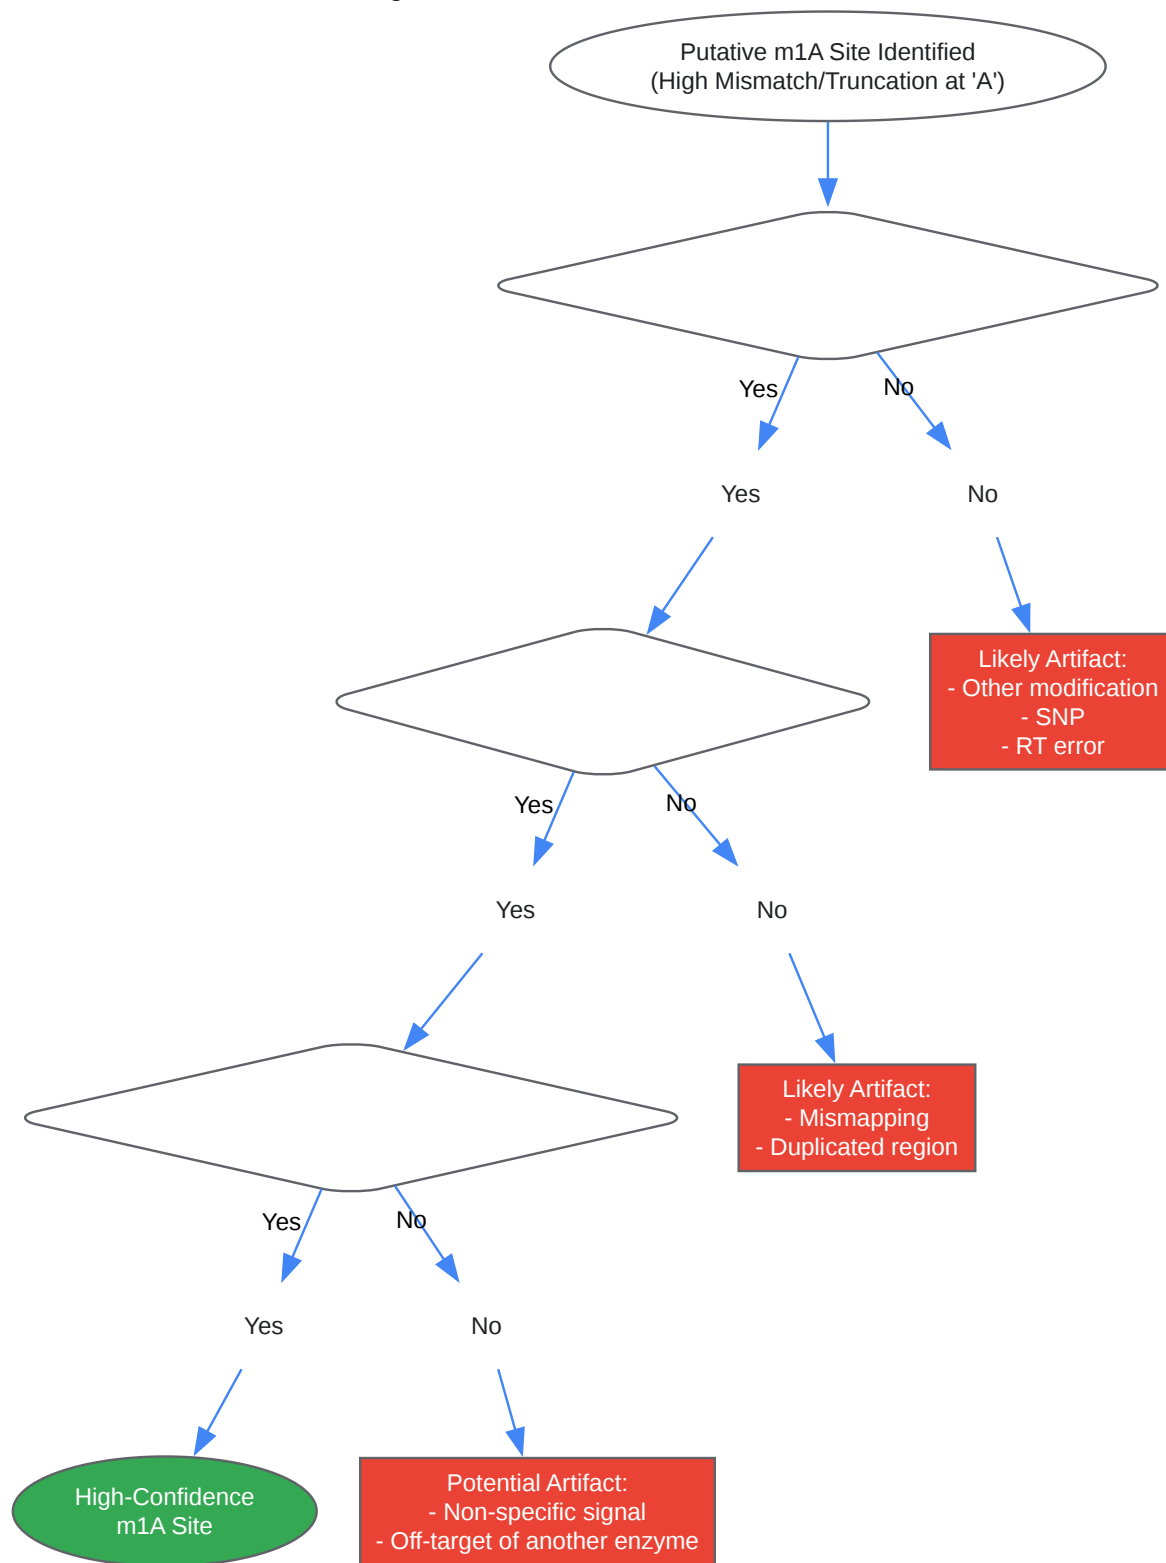 Putative m1A Site Identified
(High Mismatch/Truncation at 'A')
Yes
No
Yes
No
Likely Artifact:
- Other modification
- SNP
- RT error
Yes
No
Yes
No
Likely Artifact:
- Mismapping
- Duplicated region
Yes
No
Yes
No
High-Confidence
m1A Site
Potential Artifact:
- Non-specific signal
- Off-target of another enzyme